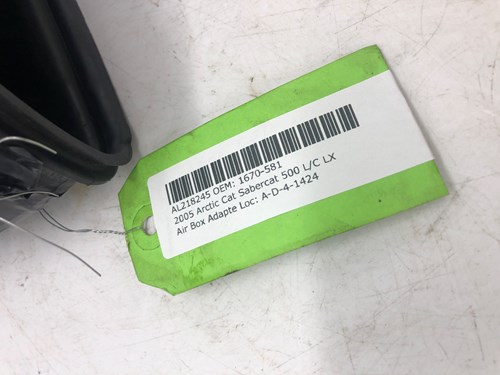 AL218245 OEM: 1670-581
2005 Arctic Cat Sabercat 500 L/C LX
Air Box Adapte Loc: A-D-4-1424